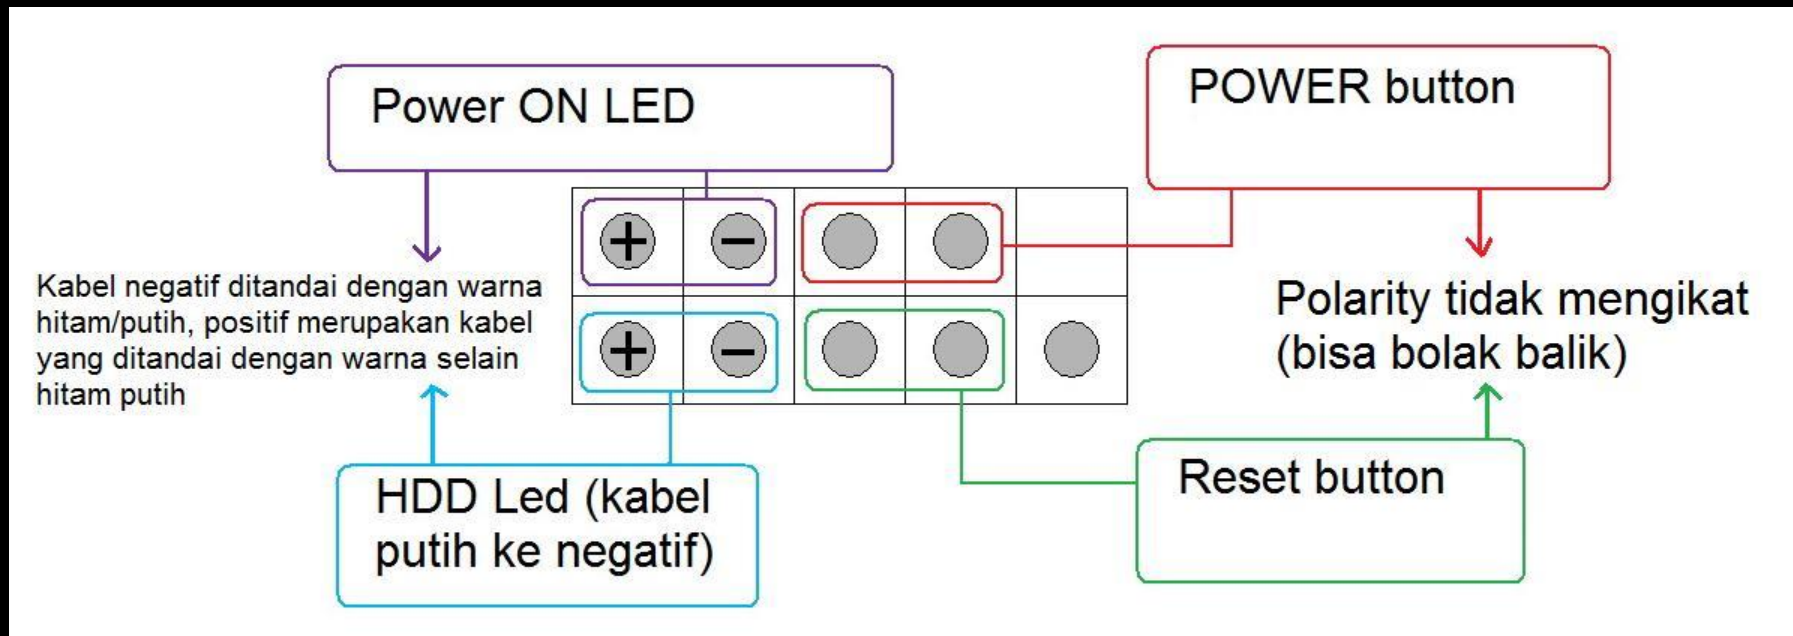 Power ON LED
POWER button
+ −
Kabel negatif ditandai dengan warna
hitam/putih, positif merupakan kabel
yang ditandai dengan warna selain
hitam putih
Polarity tidak mengikat
(bisa bolak balik)
+ −
HDD Led (kabel
putih ke negatif)
Reset button